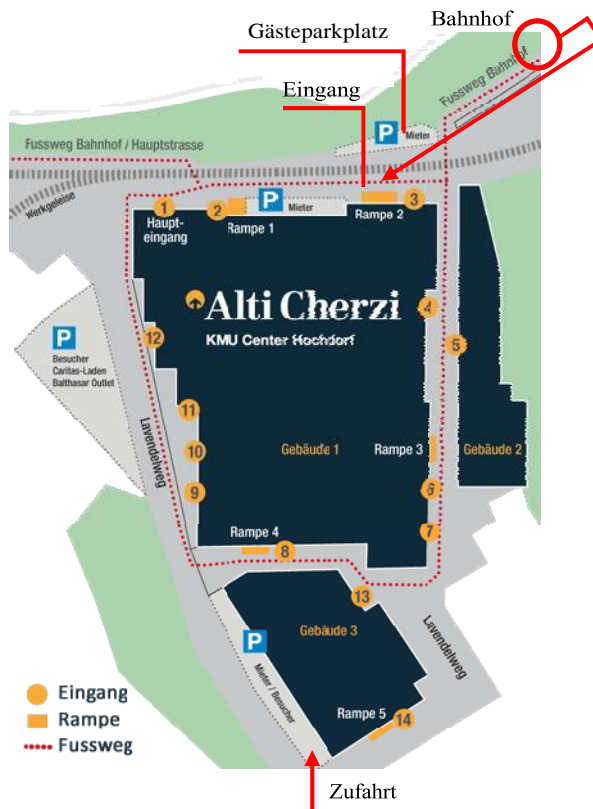 Bahnhof
Gästeparkplatz
Eingang
Fussweg Bahnhof
P Mieter
Fussweg Bahnhof / Hauptstrasse
Werkgeleise
1
2
P Mieter
3
Haupt-
eingang
Rampe 1
Rampe 2
Alti Cherzi
KMU Center Hochdorf
4
5
12
P
Besucher
Caritas-Laden
Balthasar Outlet
11
Lavendelweg
10
Gebäude 1
Rampe 3
Gebäude 2
9
6
7
Rampe 4
8
13
Gebäude 3
P
Mieter / Besucher
Lavendelweg
Rampe 5
14
Eingang
Rampe
Fussweg
Zufahrt